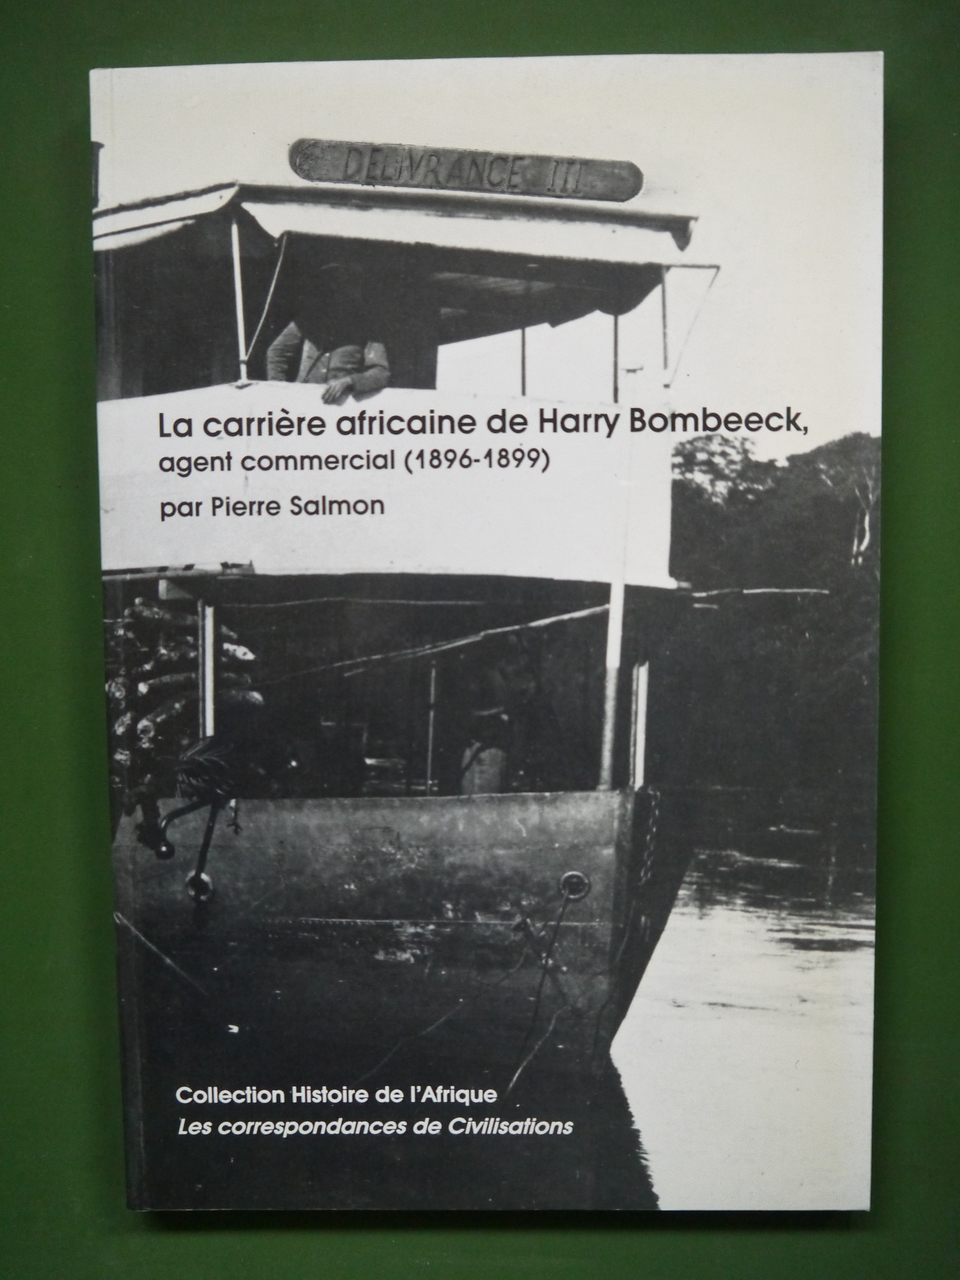 DELIVRANCE III
La carrière africaine de Harry Bombeeck,
agent commercial (1896-1899)
par Pierre Salmon
Collection Histoire de l'Afrique
Les correspondances de Civilisations